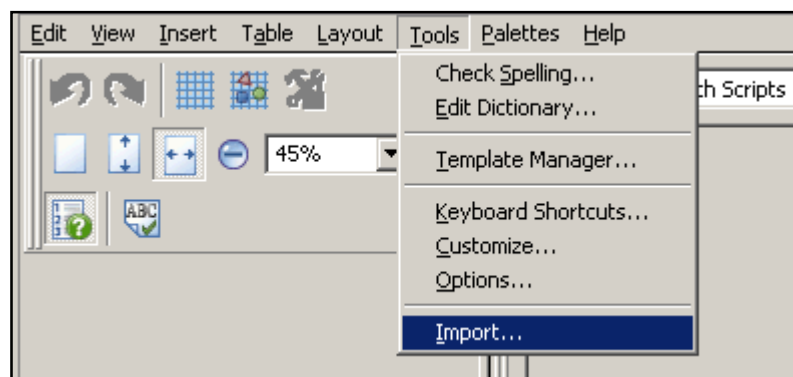 Edit View Insert Table Layout Tools Palettes Help
Check Spelling...
th Scripts
Edit Dictionary...
45%
Template Manager...
Keyboard Shortcuts...
ABC
Customize...
Options...
Import...